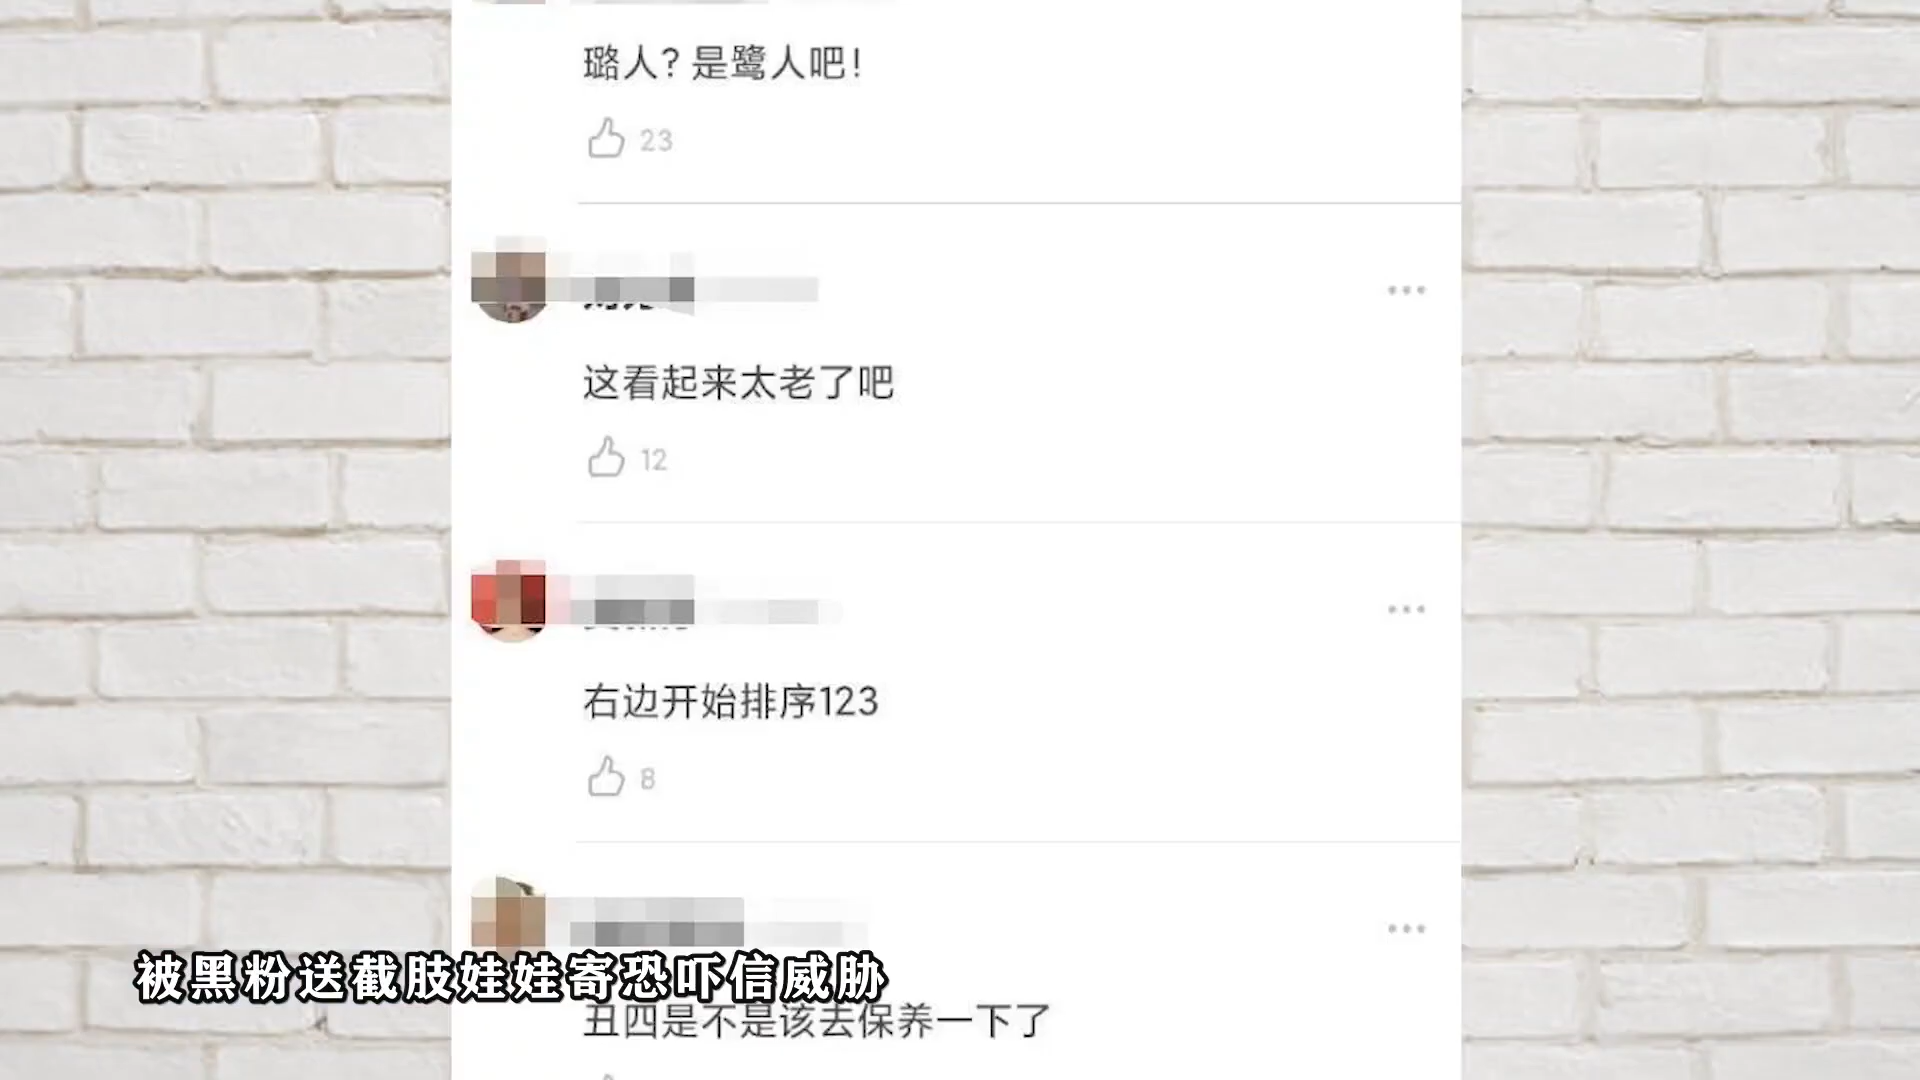 璐人？是鹭人吧！
23
这看起来太老了吧
12
右边开始排序123
8
被黑粉送截肢娃娃寄恐吓信威胁
丑四是不是该去保养一下了